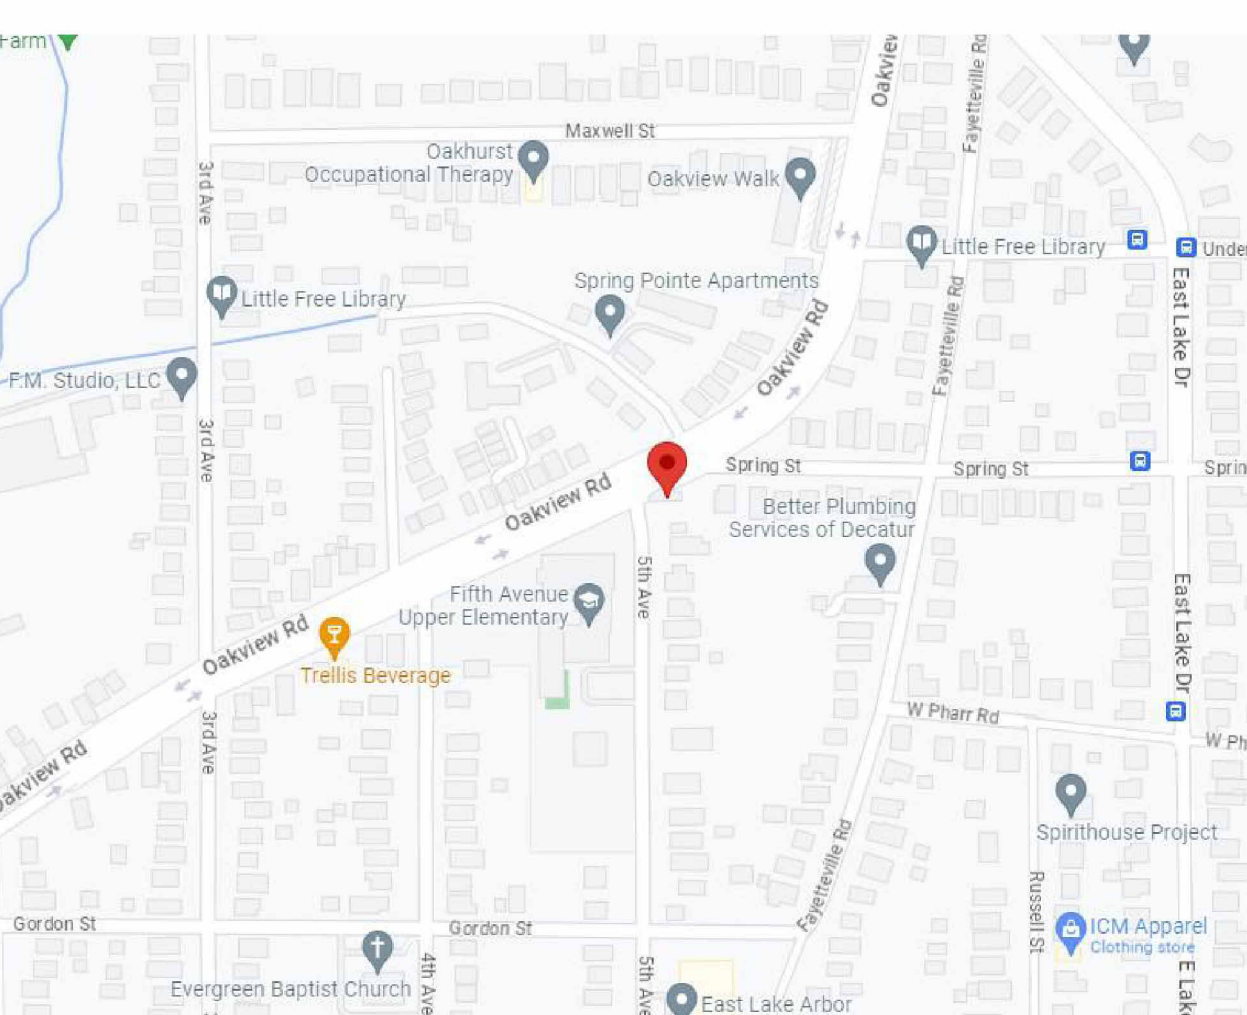 Farm
Oakview
Fayetteville Rd
Maxwell St
Oakhurst
Occupational Therapy
Oakview Walk
3rd Ave
Little Free Library
Under
Spring Pointe Apartments
Little Free Library
East Lake Dr
Fayetteville Rd
Oakview Rd
F.M. Studio, LLC
3rd Ave
Spring St
Spring St
Sprin
Oakview Rd
Better Plumbing
Services of Decatur
5th Ave
Fifth Avenue
Upper Elementary
East Lake Dr
Oakview Rd
Trellis Beverage
3rd Ave
W Pharr Rd
W Ph
Oakview Rd
Spirithouse Project
Fayetteville Rd
Russell St
Gordon St
Gordon St
ICM Apparel
Clothing store
4th Ave
5th Ave
E Lake
Evergreen Baptist Church
East Lake Arbor